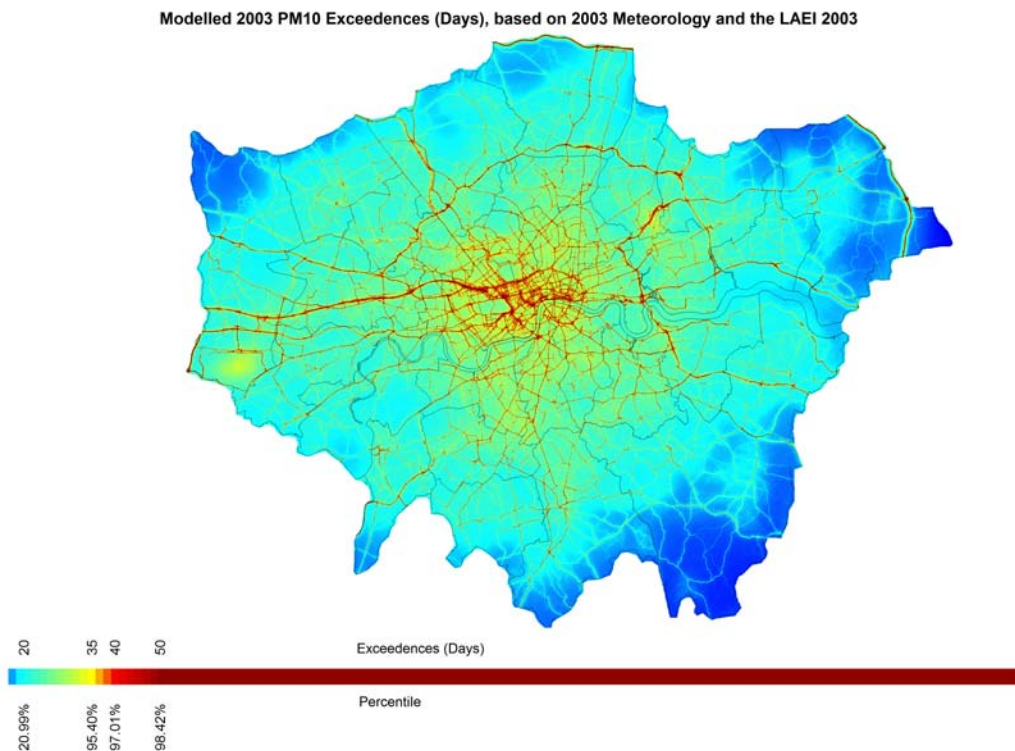 Modelled 2003 PM10 Exceedences (Days), based on 2003 Meteorology and the LAEI 2003
20 35 40 50
Exceedences (Days)
Percentile
20.99% 95.40% 97.01% 98.42%